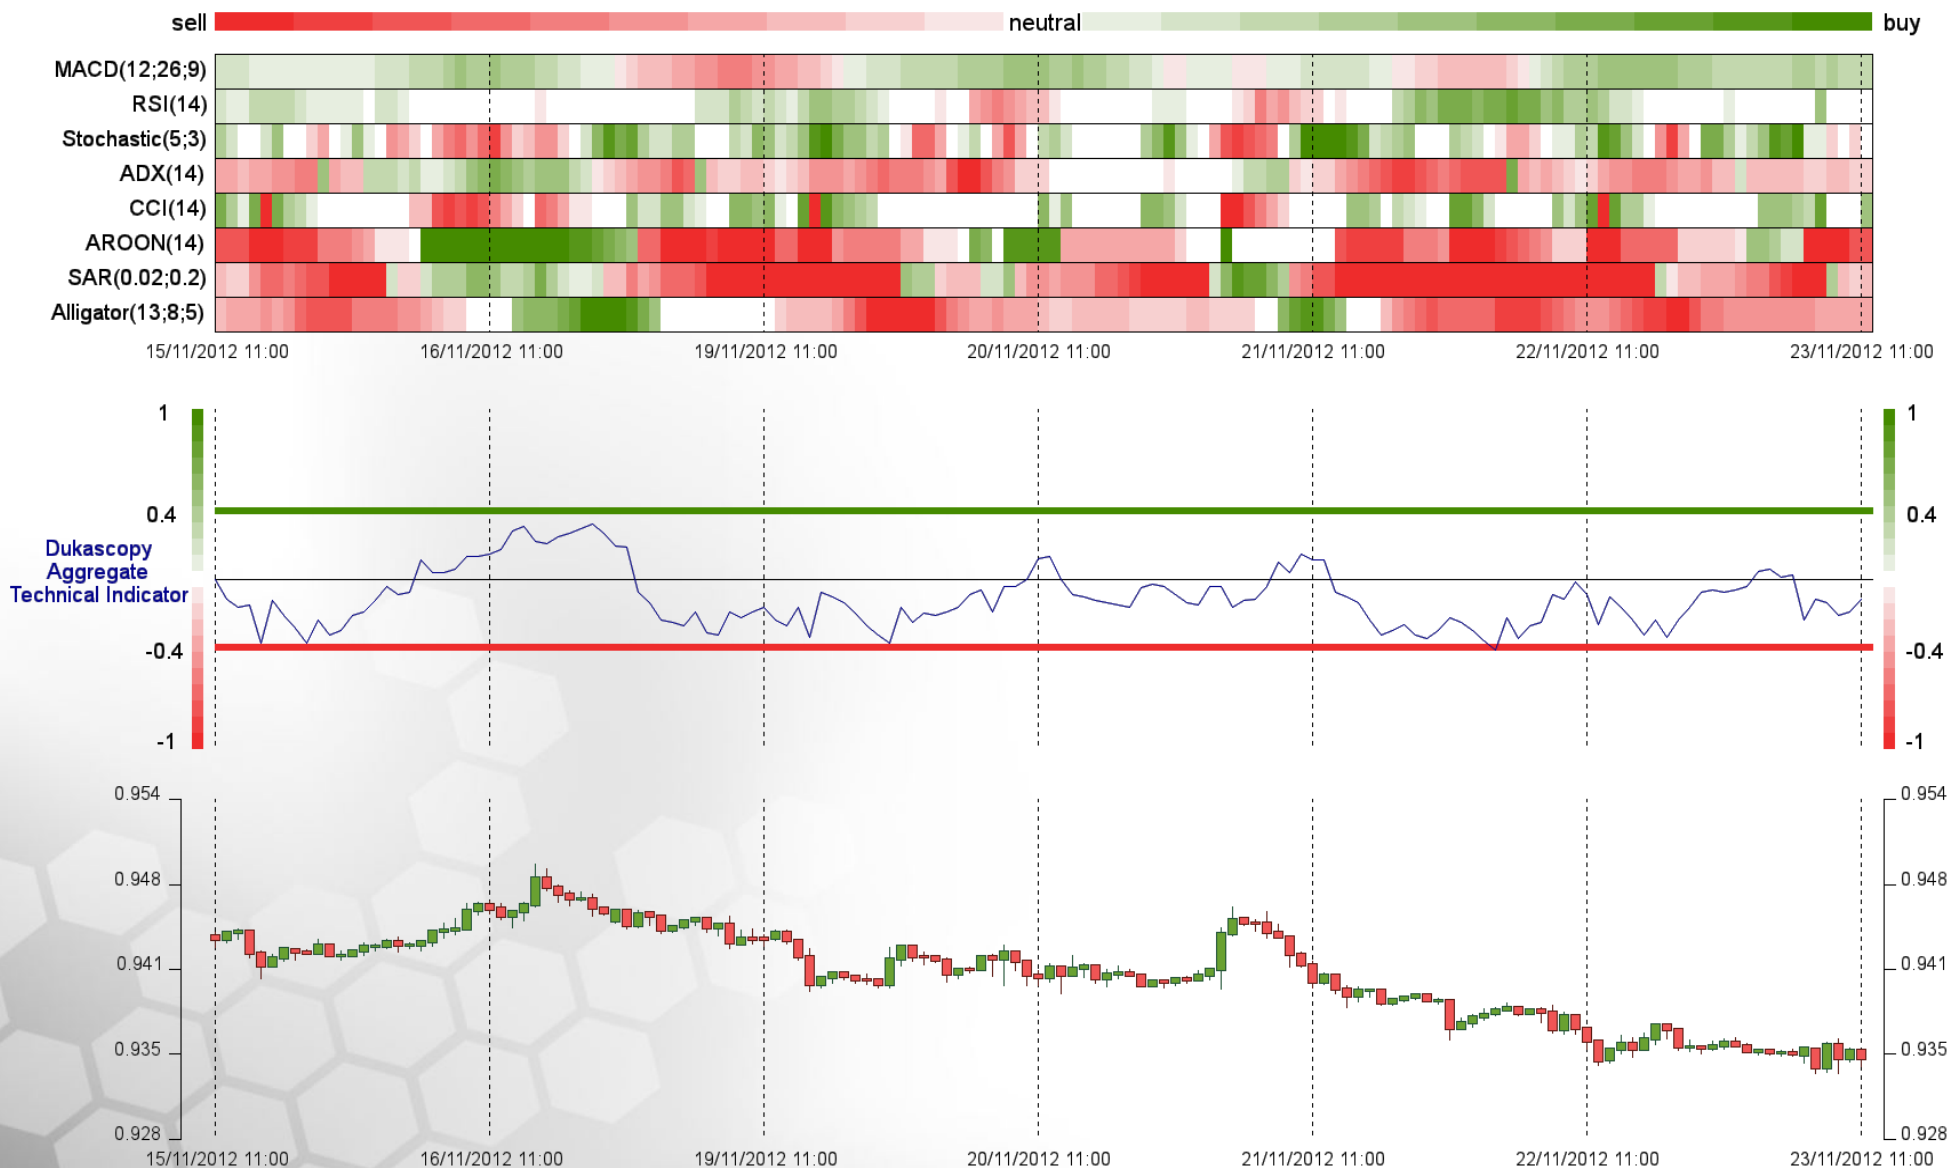 sell neutral buy
MACD(12;26;9)
RSI(14)
Stochastic(5;3)
ADX(14)
CCI(14)
AROON(14)
SAR(0.02;0.2)
Alligator(13;8;5)
15/11/2012 11:00 16/11/2012 11:00 19/11/2012 11:00 20/11/2012 11:00 21/11/2012 11:00 22/11/2012 11:00 23/11/2012 11:00
1 1
0.4 0.4
Dukascopy
Aggregate
Technical Indicator
-0.4 -0.4
-1 -1
0.954 0.954
0.948 0.948
0.941 0.941
0.935 0.935
0.928 0.928
15/11/2012 11:00 16/11/2012 11:00 19/11/2012 11:00 20/11/2012 11:00 21/11/2012 11:00 22/11/2012 11:00 23/11/2012 11:00